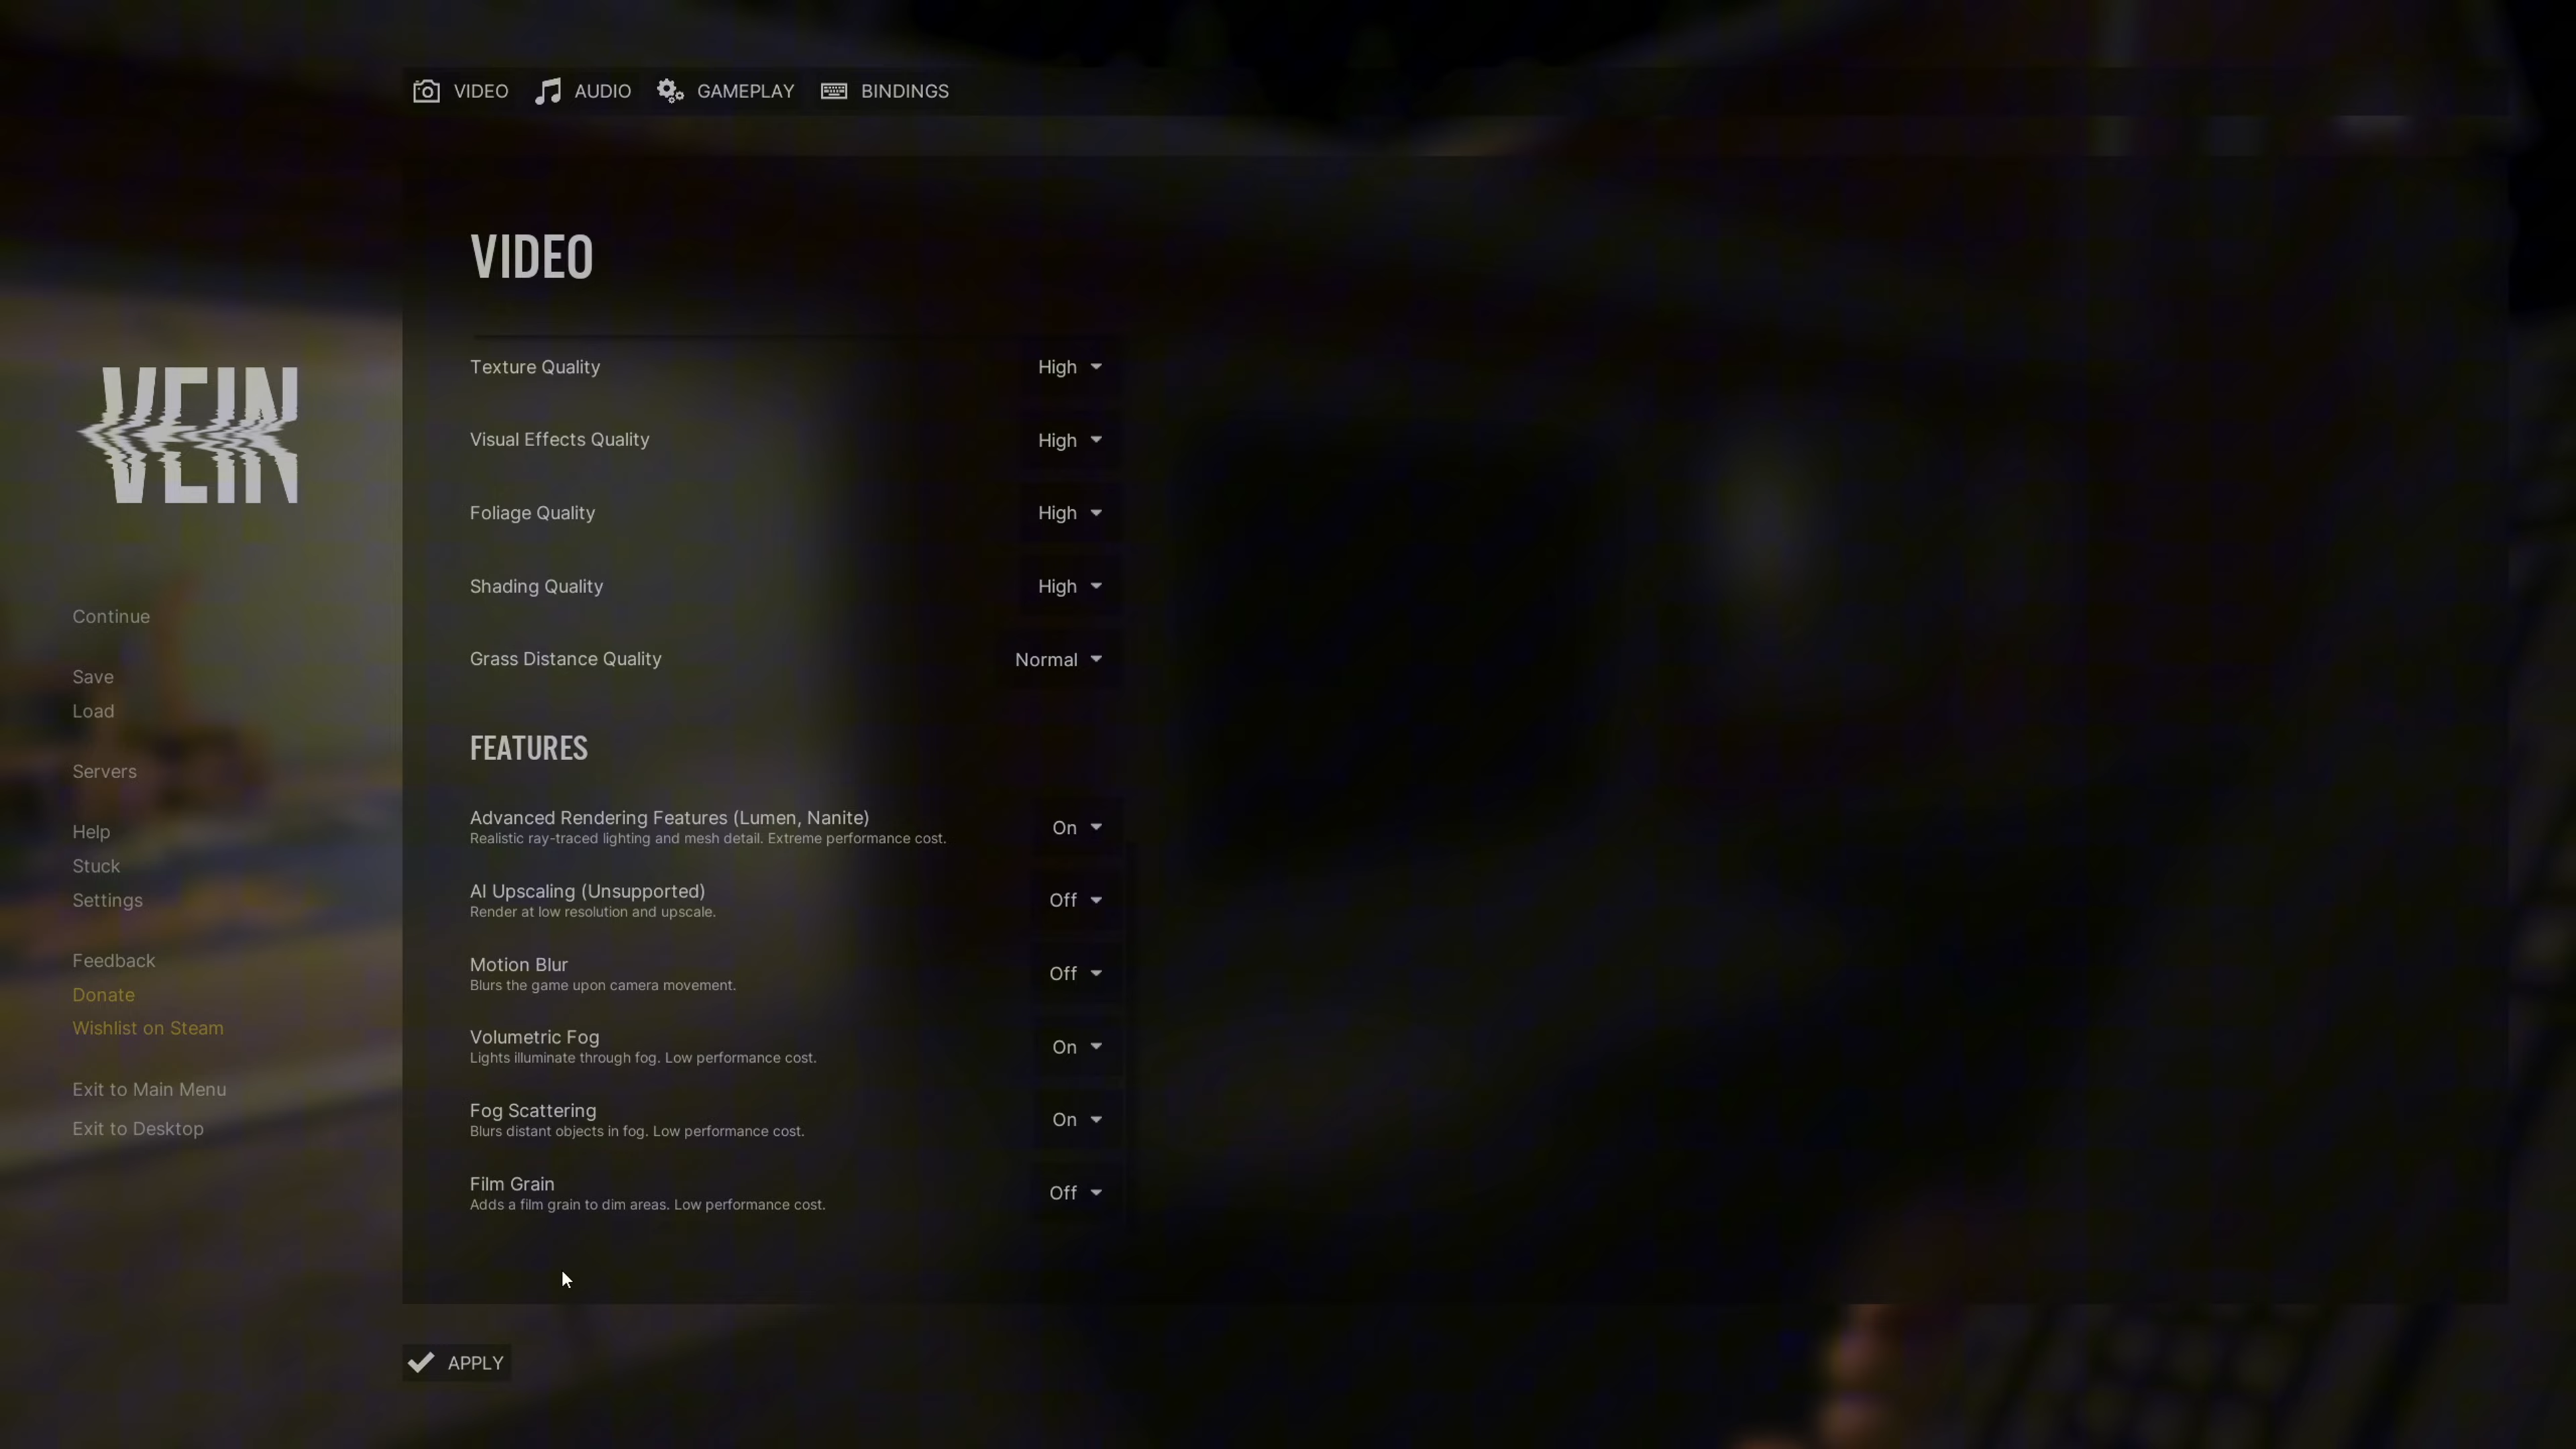 VIDEO AUDIO GAMEPLAY BINDINGS
VIDEO
VEIN
Continue
Save
Load
Servers
Help
Stuck
Settings
Feedback
Donate
Wishlist on Steam
Exit to Main Menu
Exit to Desktop
Texture Quality High
Visual Effects Quality High
Foliage Quality High
Shading Quality High
Grass Distance Quality Normal
FEATURES
Advanced Rendering Features (Lumen, Nanite) On
Realistic ray-traced lighting and mesh detail. Extreme performance cost.
AI Upscaling (Unsupported) Off
Render at low resolution and upscale.
Motion Blur Off
Blurs the game upon camera movement.
Volumetric Fog On
Lights illuminate through fog. Low performance cost.
Fog Scattering On
Blurs distant objects in fog. Low performance cost.
Film Grain Off
Adds a film grain to dim areas. Low performance cost.
APPLY